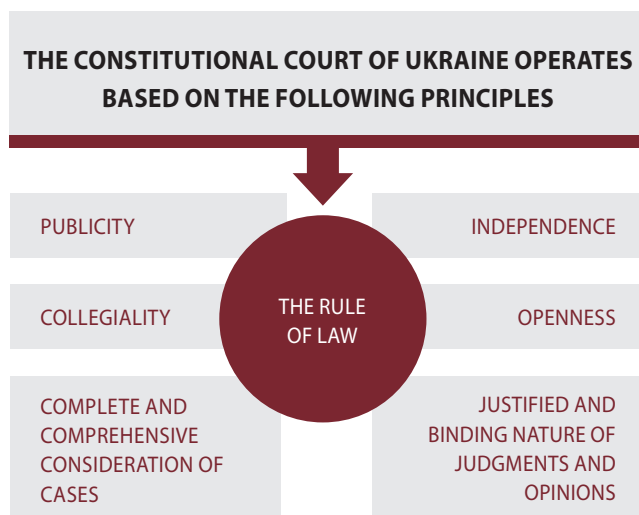 THE CONSTITUTIONAL COURT OF UKRAINE OPERATES
BASED ON THE FOLLOWING PRINCIPLES
PUBLICITY
INDEPENDENCE
THE RULE
OF LAW
COLLEGIALITY
OPENNESS
COMPLETE AND
COMPREHENSIVE
CONSIDERATION OF
CASES
JUSTIFIED AND
BINDING NATURE OF
JUDGMENTS AND
OPINIONS